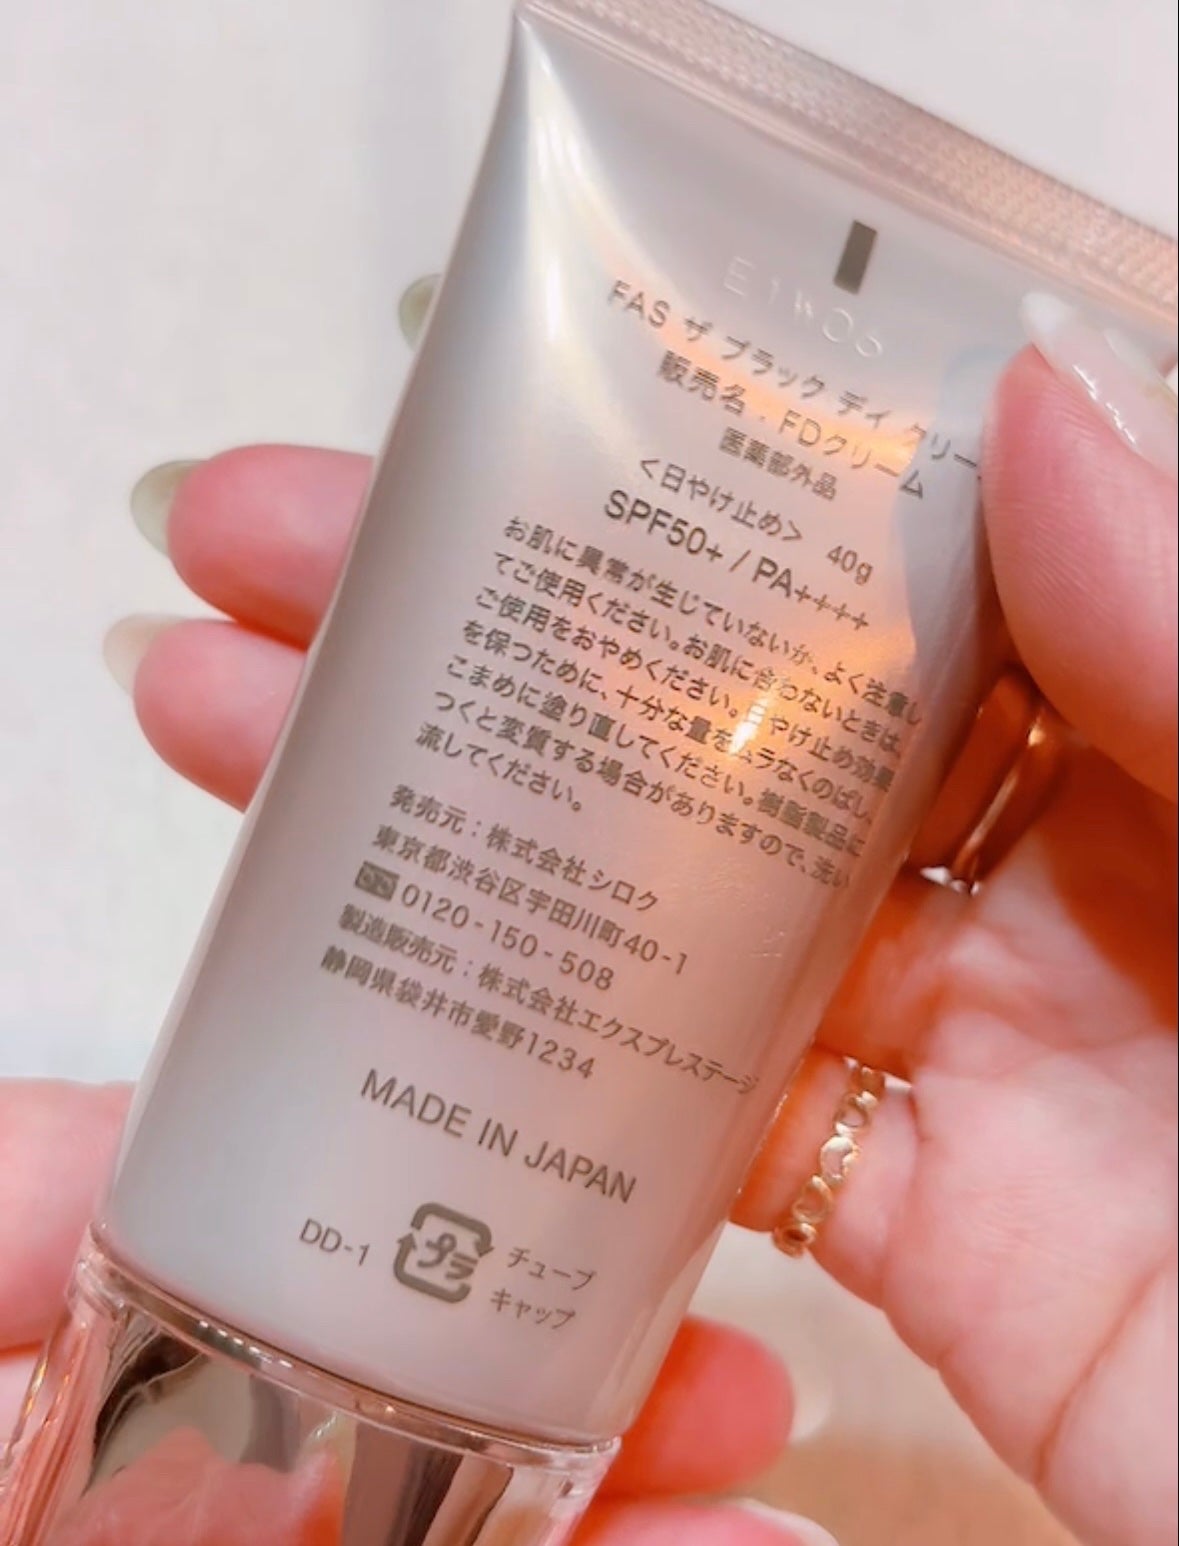 E1W06
FAS ザ ブラック デイ クリー
販売名：FDクリーム
医薬部外品
<日やけ止め> 40g
SPF50+ / PA++++
お肌に異常が生じていないか、よく注意し
てご使用ください。お肌に合わないときは、
ご使用をおやめください。日やけ止め効果
を保つために、十分な量をムラなくのばし、
こまめに塗り直してください。樹脂製品に
つくと変質する場合がありますので、洗い
流してください。
発売元：株式会社シロク
東京都渋谷区宇田川町40-1
0120-150-508
製造販売元：株式会社エクスプレステージ
静岡県袋井市愛野1234
MADE IN JAPAN
DD-1
プラ
チューブ
キャップ